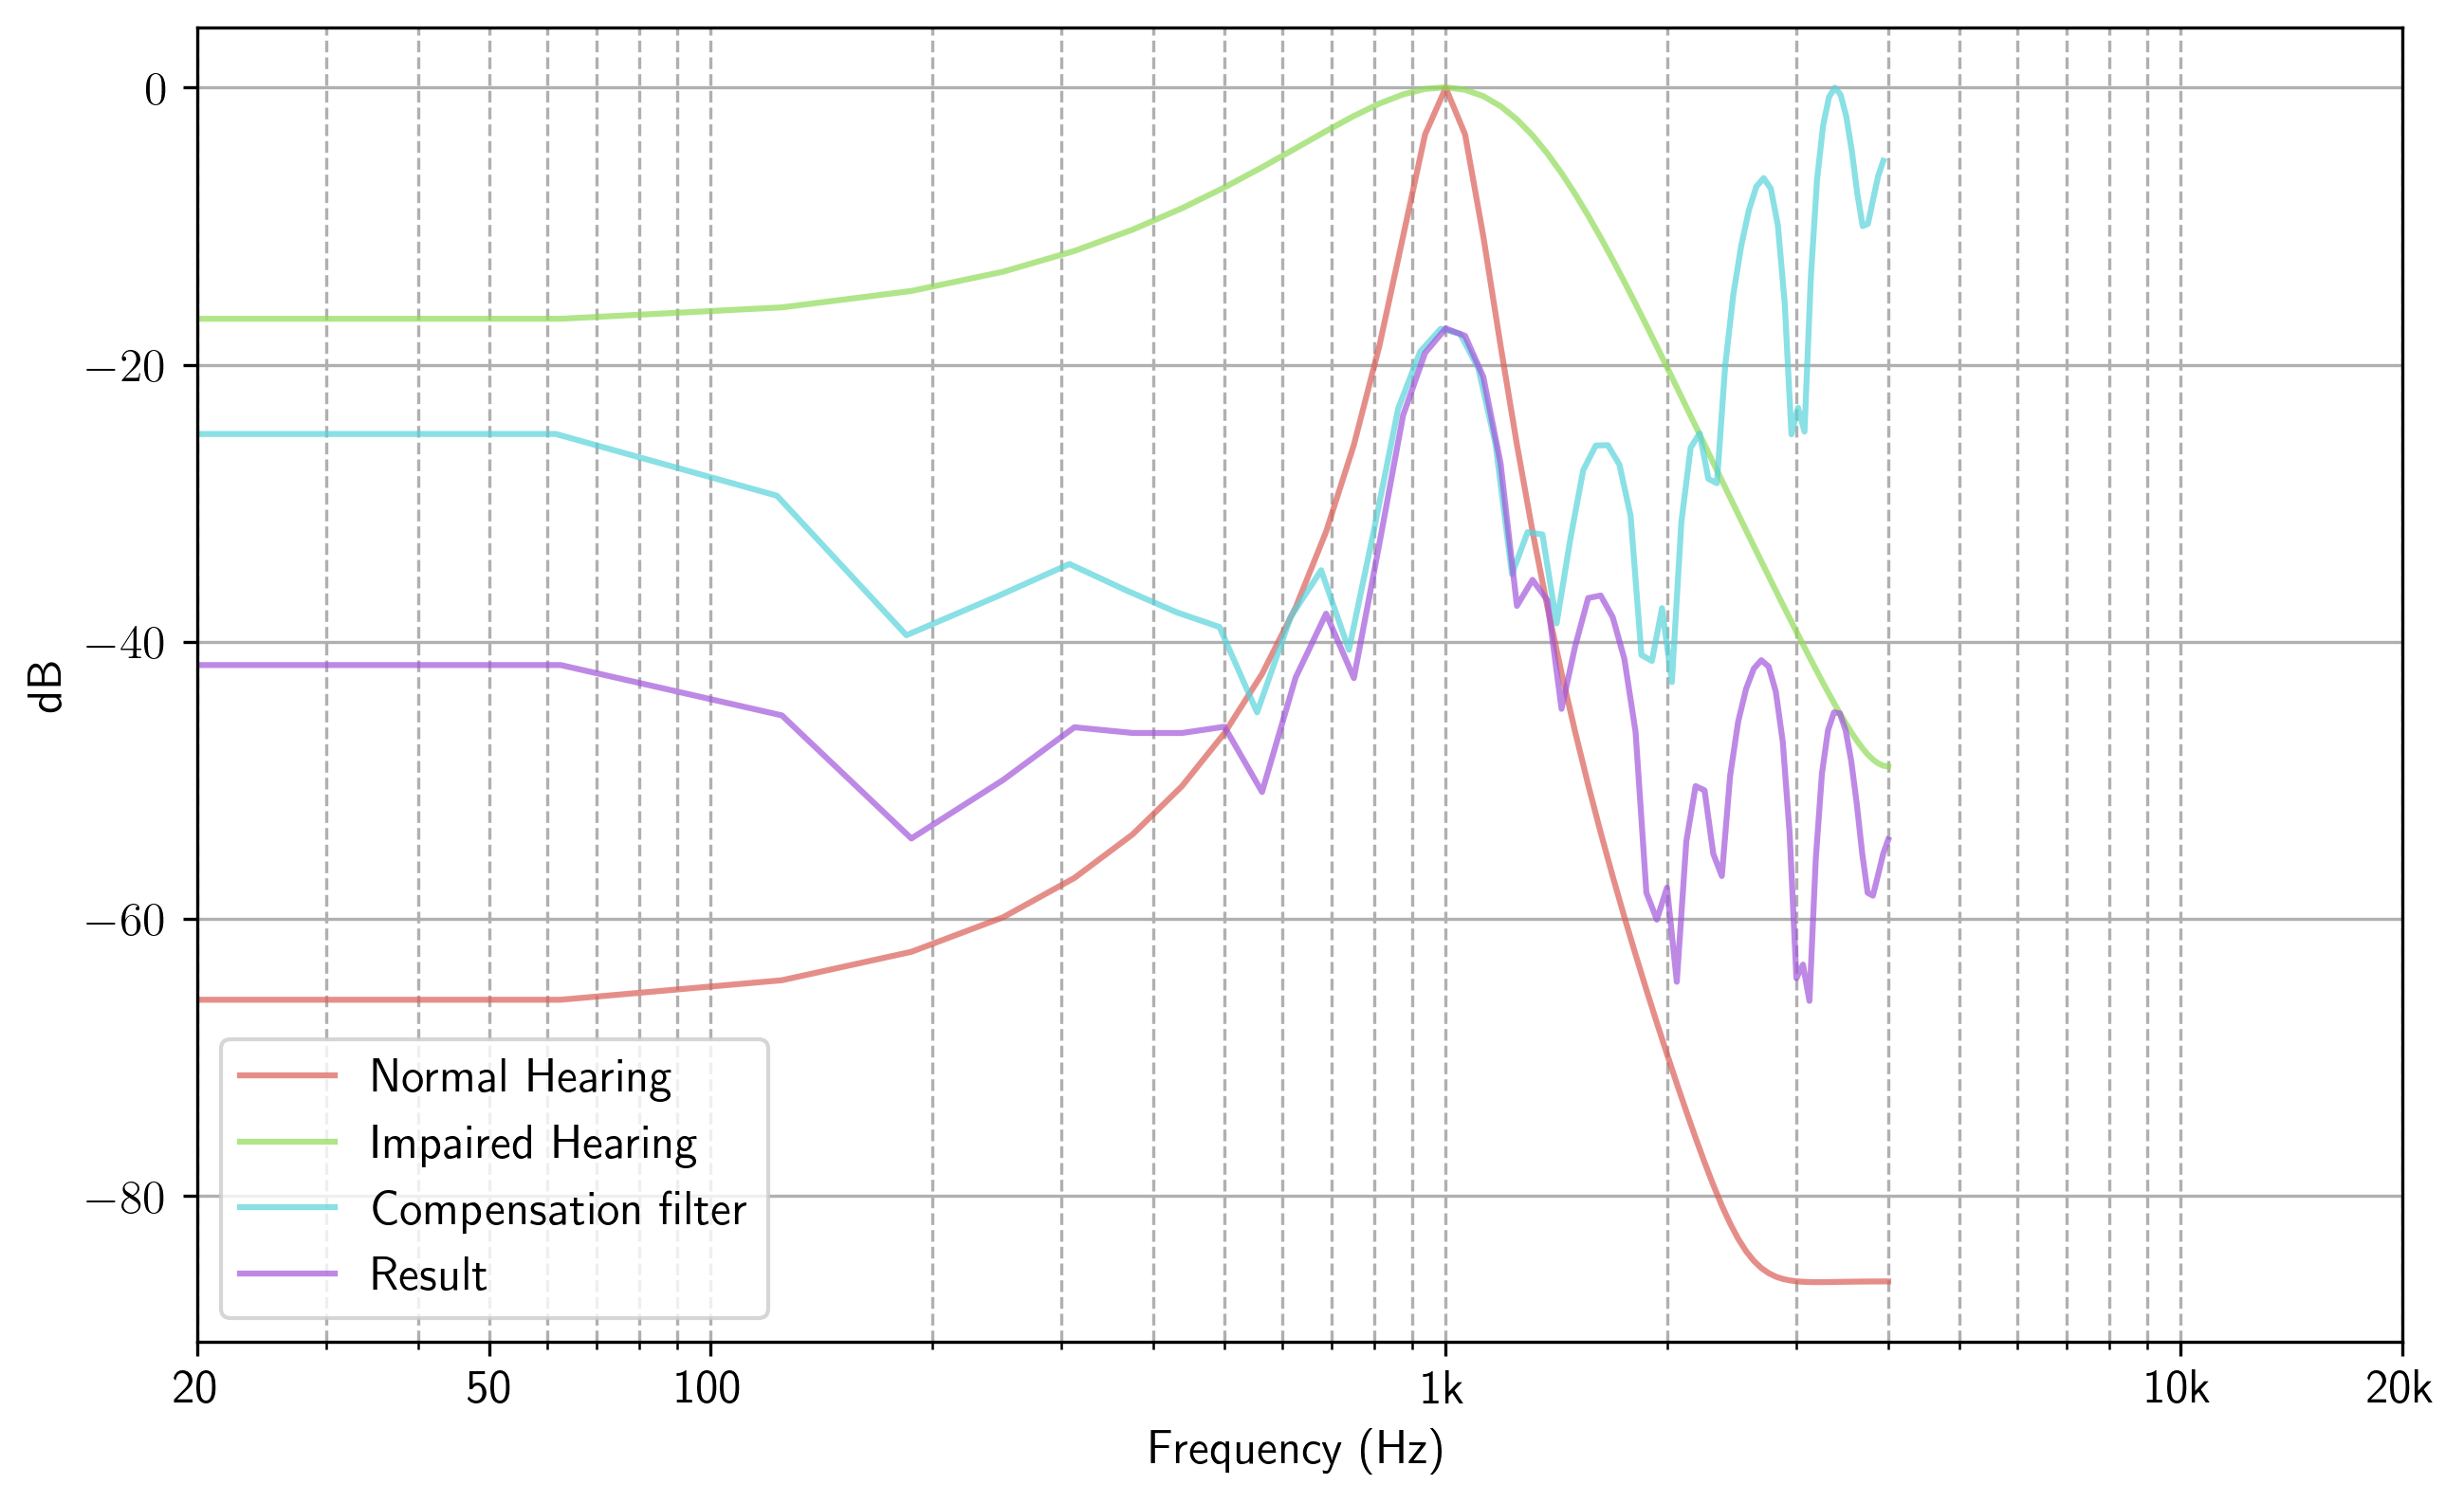 0
−20
−40
−60
−80
dB
Normal Hearing
Impaired Hearing
Compensation filter
Result
20 50 100 1k 10k 20k
Frequency (Hz)